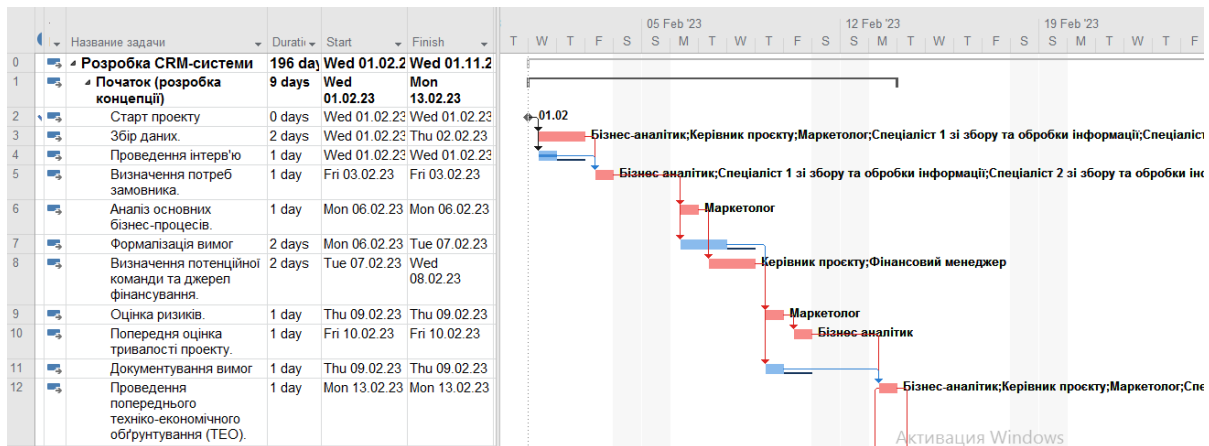 05 Feb '23 12 Feb '23 19 Feb '23
Название задачи Durati Start Finish T W T F S S M T W T F S S M T W T F S S M T W T F
0 Розробка CRM-системи 196 day Wed 01.02.2 Wed 01.11.2
1 Початок (розробка 9 days Wed Mon
концепції) 01.02.23 13.02.23
2 Старт проекту 0 days Wed 01.02.23 Wed 01.02.23 01.02
3 Збір даних. 2 days Wed 01.02.23 Thu 02.02.23 Бізнес-аналітик;Керівник проєкту;Маркетолог;Спеціаліст 1 зі збору та обробки інформації;Спеціаліст
4 Проведення інтерв'ю 1 day Wed 01.02.23 Wed 01.02.23
5 Визначення потреб 1 day Fri 03.02.23 Fri 03.02.23 Бізнес аналітик;Спеціаліст 1 зі збору та обробки інформації;Спеціаліст 2 зі збору та обробки інс
замовника.
6 Аналіз основних 1 day Mon 06.02.23 Mon 06.02.23 Маркетолог
бізнес-процесів.
7 Формалізація вимог 2 days Mon 06.02.23 Tue 07.02.23
8 Визначення потенційної 2 days Tue 07.02.23 Wed Керівник проєкту;Фінансовий менеджер
команди та джерел 08.02.23
фінансування.
9 Оцінка ризиків. 1 day Thu 09.02.23 Thu 09.02.23 Маркетолог
10 Попередня оцінка 1 day Fri 10.02.23 Fri 10.02.23 Бізнес аналітик
тривалості проекту.
11 Документування вимог 1 day Thu 09.02.23 Thu 09.02.23
12 Проведення 1 day Mon 13.02.23 Mon 13.02.23 Бізнес-аналітик;Керівник проєкту;Маркетолог;Спе
попереднього
техніко-економічного
обґрунтування (ТЕО).
Активация Windows